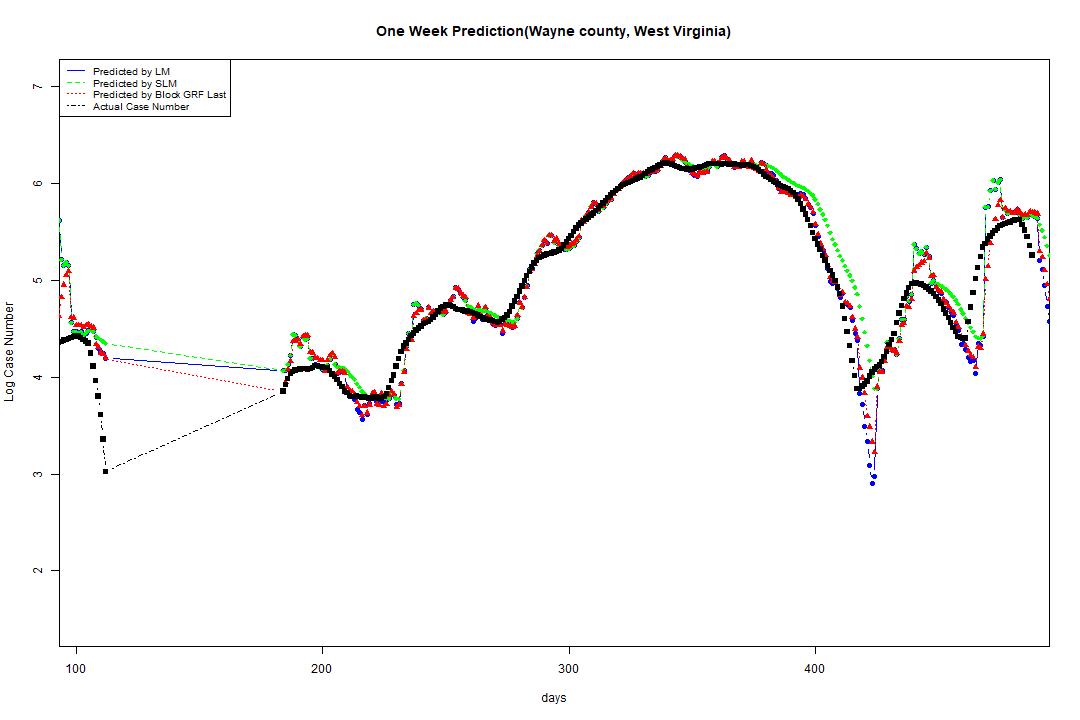 One Week Prediction(Wayne county, West Virginia)
Predicted by LM
Predicted by SLM
Predicted by Block GRF Last
Actual Case Number
7
6
5
4
3
2
Log Case Number
100 200 300 400
days